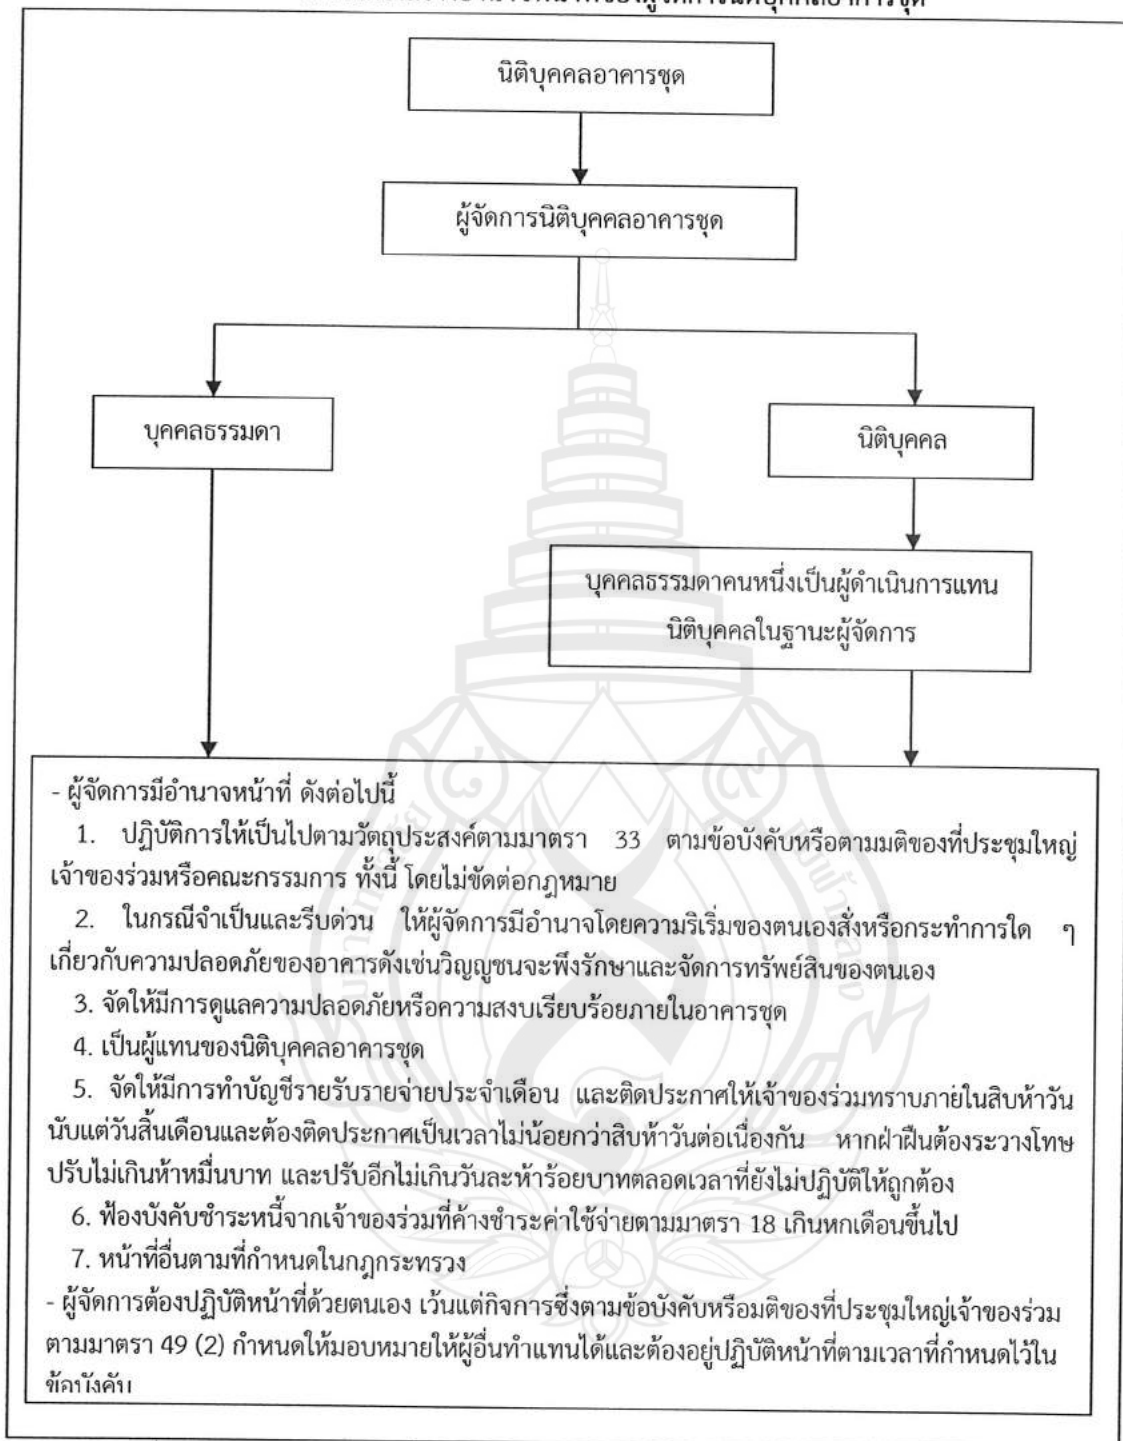 ผู้จัดการนิติบุคคลอาคารชุด
นิติบุคคลอาคารชุด
ผู้จัดการนิติบุคคลอาคารชุด
บุคคลธรรมดา
นิติบุคคล
บุคคลธรรมดาคนหนึ่งเป็นผู้ดำเนินการแทน
นิติบุคคลในฐานะผู้จัดการ
- ผู้จัดการมีอำนาจหน้าที่ ดังต่อไปนี้
1. ปฏิบัติการให้เป็นไปตามวัตถุประสงค์ตามมาตรา 33 ตามข้อบังคับหรือตามมติของที่ประชุมใหญ่
เจ้าของร่วมหรือคณะกรรมการ ทั้งนี้ โดยไม่ขัดต่อกฎหมาย
2. ในกรณีจำเป็นและรีบด่วน ให้ผู้จัดการมีอำนาจโดยความริเริ่มของตนเองสั่งหรือกระทำการใด ๆ
เกี่ยวกับความปลอดภัยของอาคารดังเช่นวิญญูชนจะพึงรักษาและจัดการทรัพย์สินของตนเอง
3. จัดให้มีการดูแลความปลอดภัยหรือความสงบเรียบร้อยภายในอาคารชุด
4. เป็นผู้แทนของนิติบุคคลอาคารชุด
5. จัดให้มีการทำบัญชีรายรับรายจ่ายประจำเดือน และติดประกาศให้เจ้าของร่วมทราบภายในสิบห้าวัน
นับแต่วันสิ้นเดือนและต้องติดประกาศเป็นเวลาไม่น้อยกว่าสิบห้าวันต่อเนื่องกัน หากฝ่าฝืนต้องระวางโทษ
ปรับไม่เกินห้าหมื่นบาท และปรับอีกไม่เกินวันละห้าร้อยบาทตลอดเวลาที่ยังไม่ปฏิบัติให้ถูกต้อง
6. ฟ้องบังคับชำระหนี้จากเจ้าของร่วมที่ค้างชำระค่าใช้จ่ายตามมาตรา 18 เกินหกเดือนขึ้นไป
7. หน้าที่อื่นตามที่กำหนดในกฎกระทรวง
- ผู้จัดการต้องปฏิบัติหน้าที่ด้วยตนเอง เว้นแต่กิจการซึ่งตามข้อบังคับหรือมติของที่ประชุมใหญ่เจ้าของร่วม
ตามมาตรา 49 (2) กำหนดให้มอบหมายให้ผู้อื่นทำแทนได้และต้องอยู่ปฏิบัติหน้าที่ตามเวลาที่กำหนดไว้ใน
ข้อบังคับ